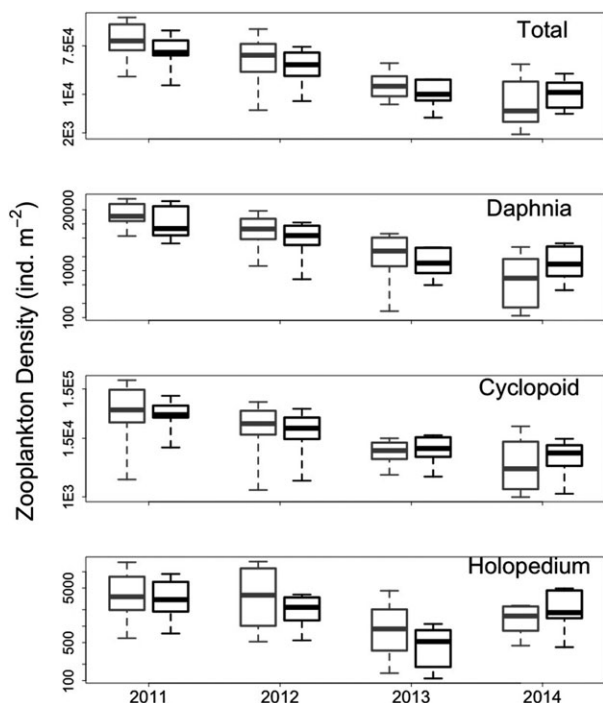 Zooplankton Density (ind. m⁻²)
Total
7.5E4
1E4
2E3
Daphnia
20000
1000
100
Cyclopoid
1.5E5
1.5E4
1E3
Holopedium
5000
500
100
2011 2012 2013 2014